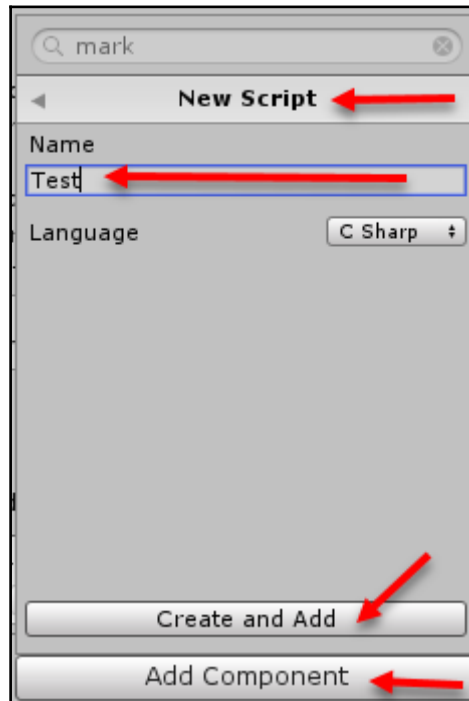 mark
New Script
Name
Test
Language C Sharp
Create and Add
Add Component